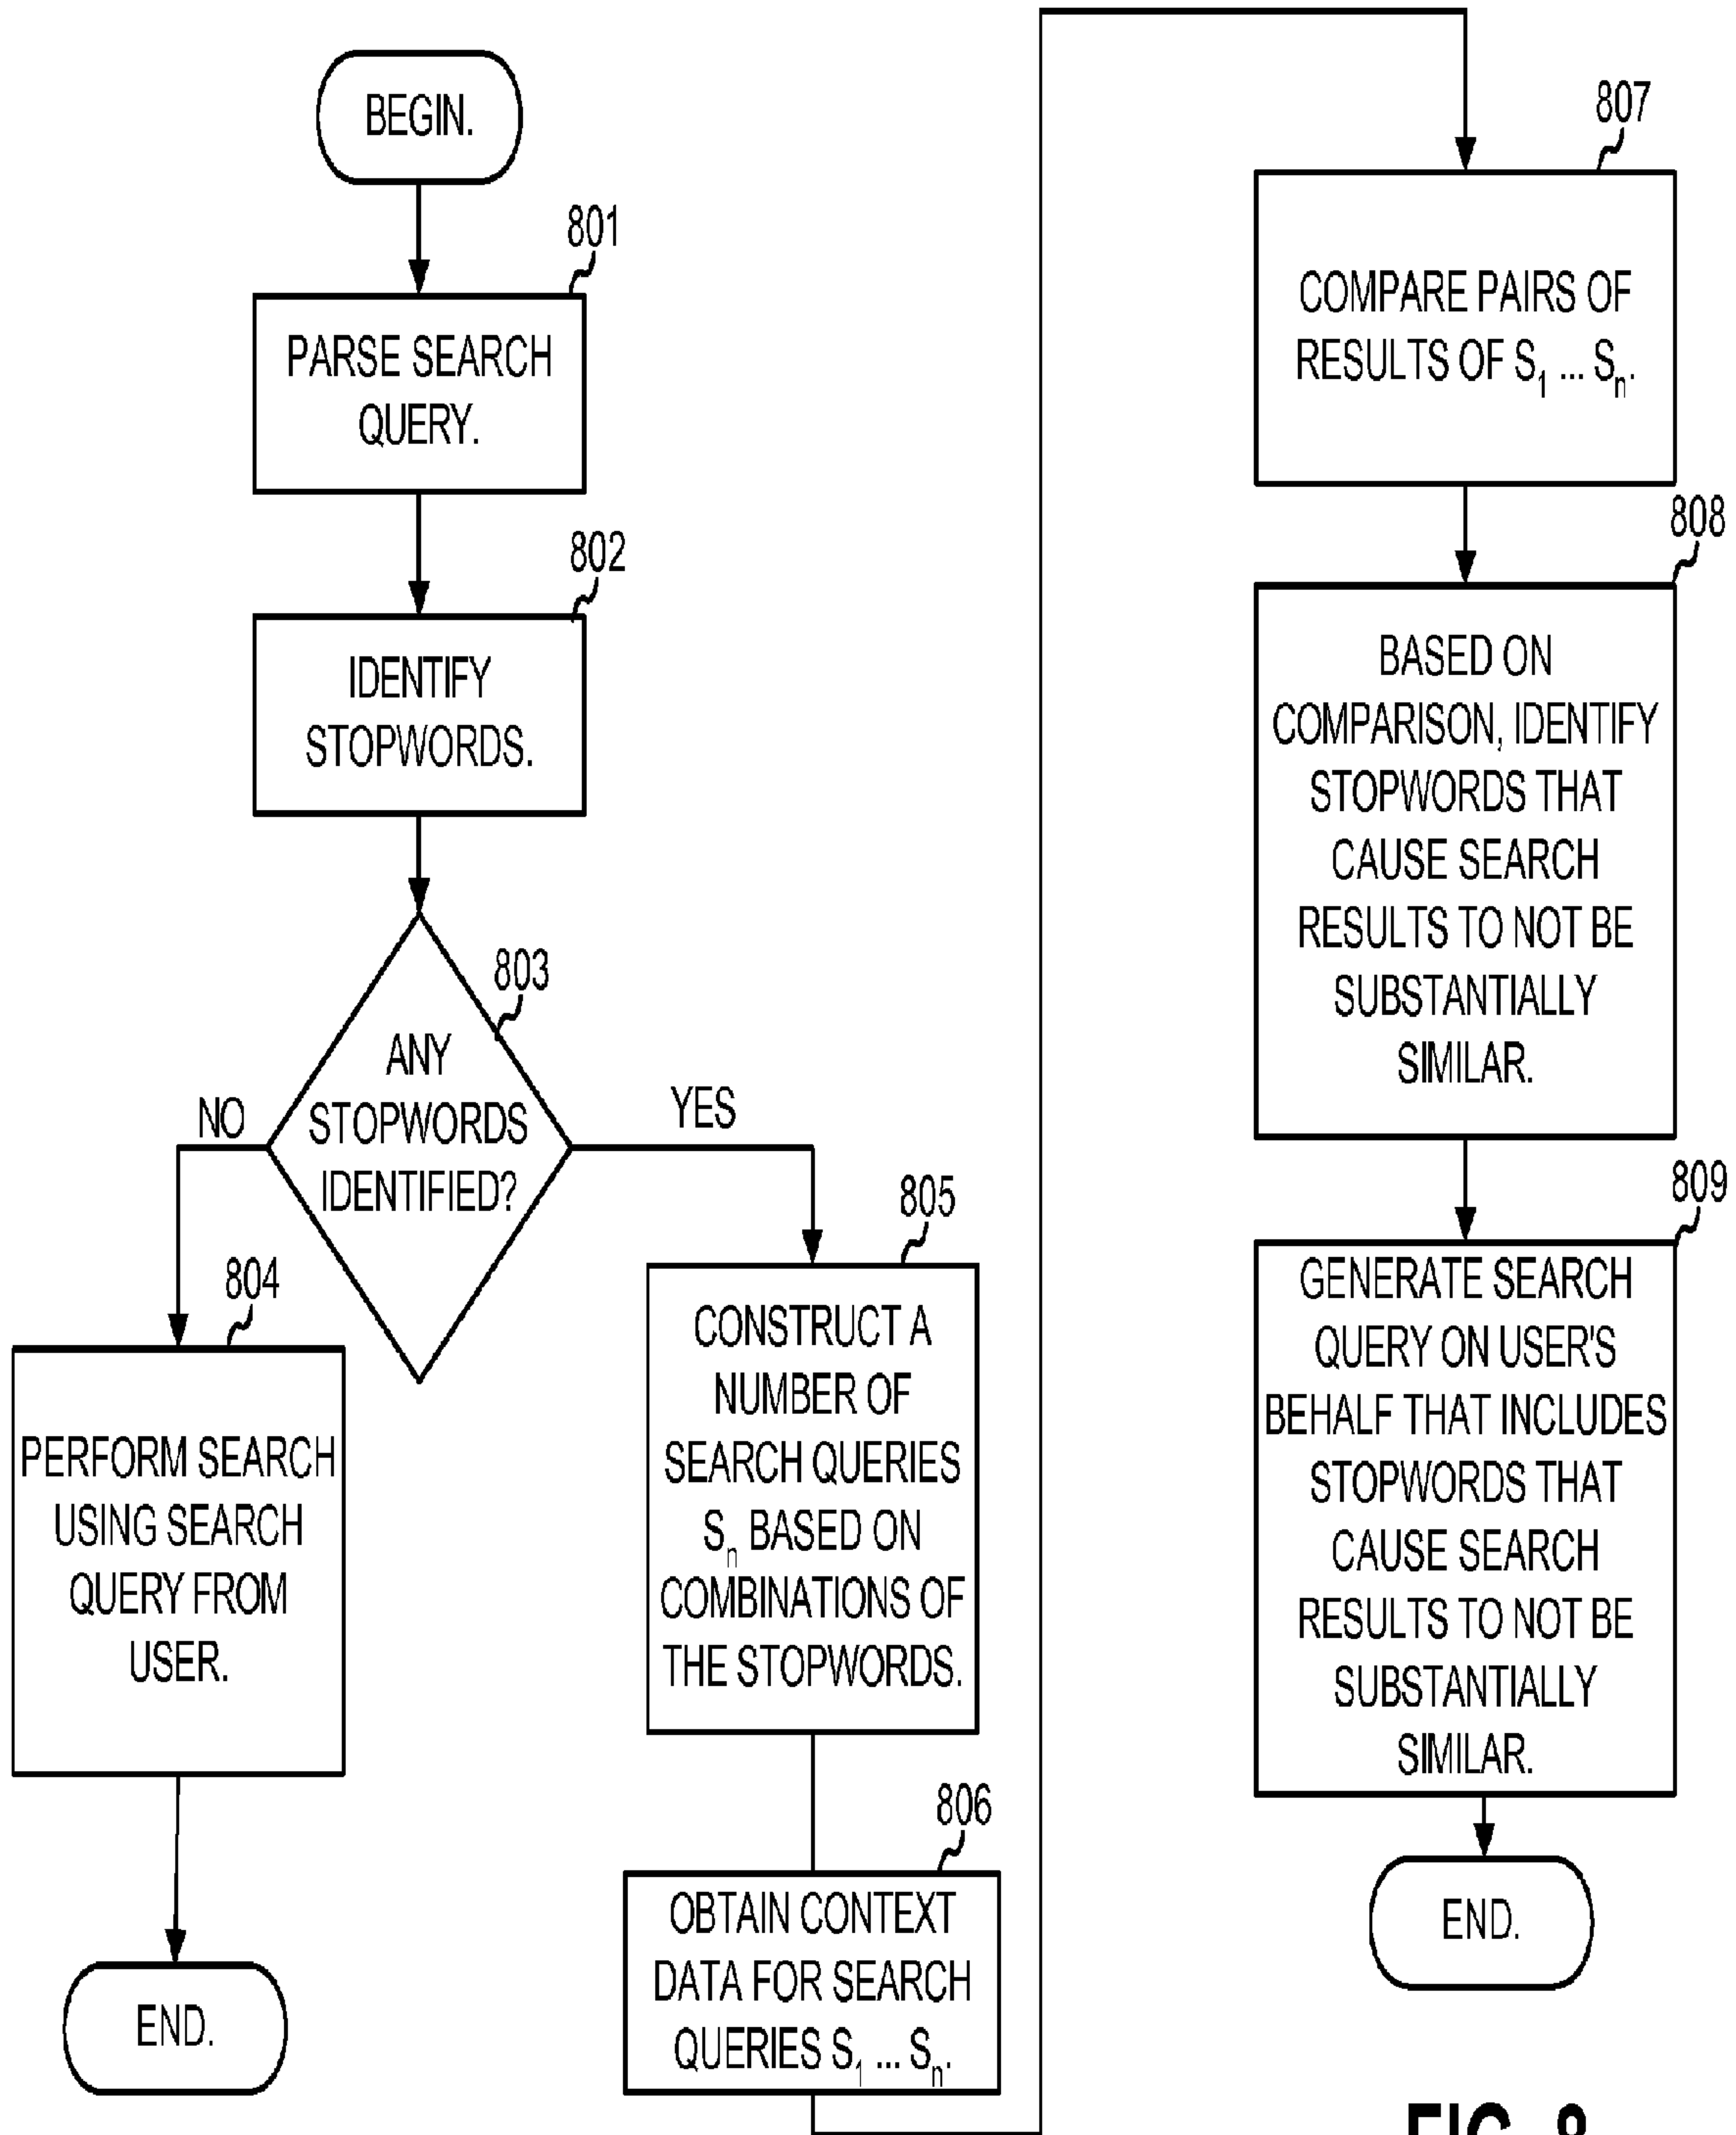 BEGIN.
801
PARSE SEARCH
QUERY.
802
IDENTIFY
STOPWORDS.
803
ANY
STOPWORDS
IDENTIFIED?
NO
YES
804
PERFORM SEARCH
USING SEARCH
QUERY FROM
USER.
END.
805
CONSTRUCT A
NUMBER OF
SEARCH QUERIES
Sn BASED ON
COMBINATIONS OF
THE STOPWORDS.
806
OBTAIN CONTEXT
DATA FOR SEARCH
QUERIES S1 ... Sn.
807
COMPARE PAIRS OF
RESULTS OF S1 ... Sn.
808
BASED ON
COMPARISON, IDENTIFY
STOPWORDS THAT
CAUSE SEARCH
RESULTS TO NOT BE
SUBSTANTIALLY
SIMILAR.
809
GENERATE SEARCH
QUERY ON USER'S
BEHALF THAT INCLUDES
STOPWORDS THAT
CAUSE SEARCH
RESULTS TO NOT BE
SUBSTANTIALLY
SIMILAR.
END.
FIG. 8